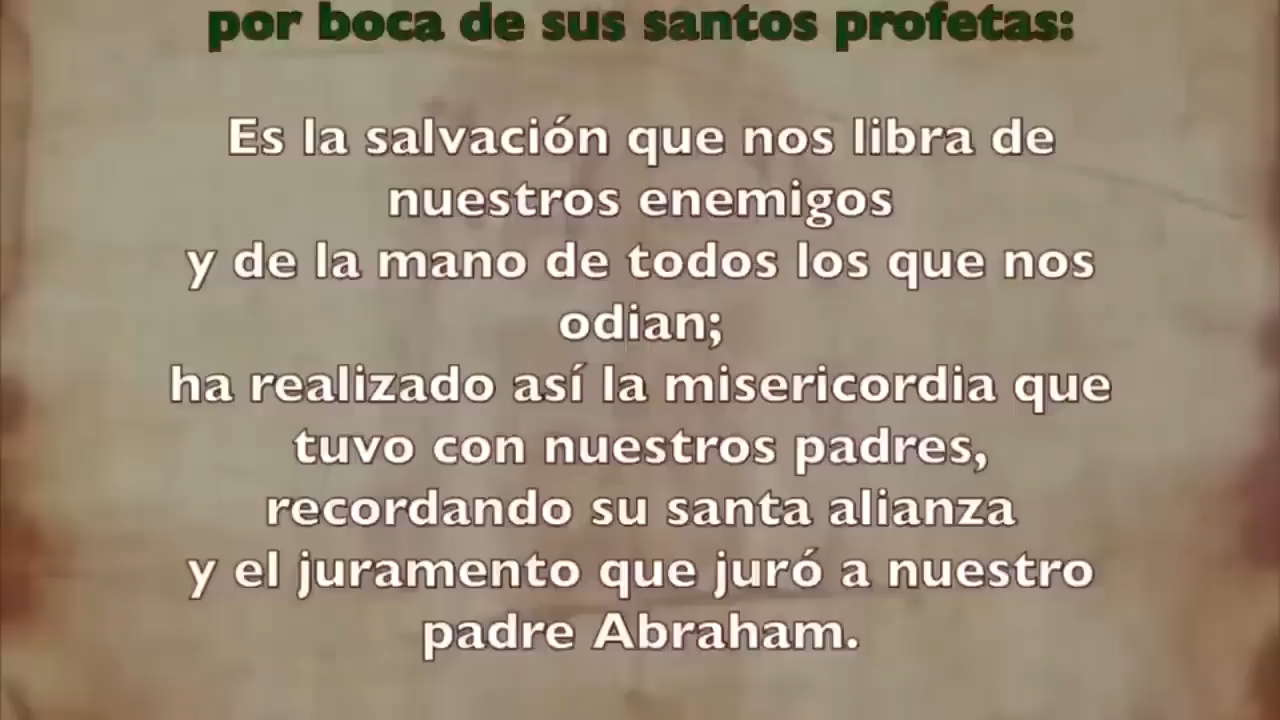 por boca de sus santos profetas:
Es la salvación que nos libra de
nuestros enemigos
y de la mano de todos los que nos
odian;
ha realizado así la misericordia que
tuvo con nuestros padres,
recordando su santa alianza
y el juramento que juró a nuestro
padre Abraham.